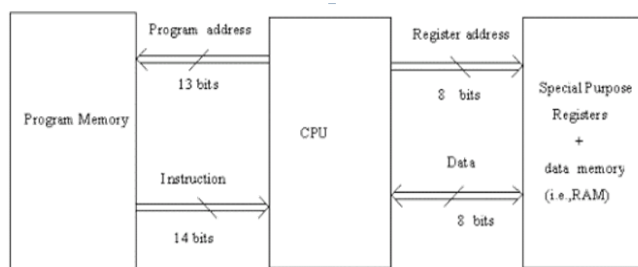 Program address
13 bits
Program Memory
Instruction
14 bits
CPU
Register address
8 bits
Data
8 bits
Special Purpose
Registers
+
data memory
(i.e.,RAM)